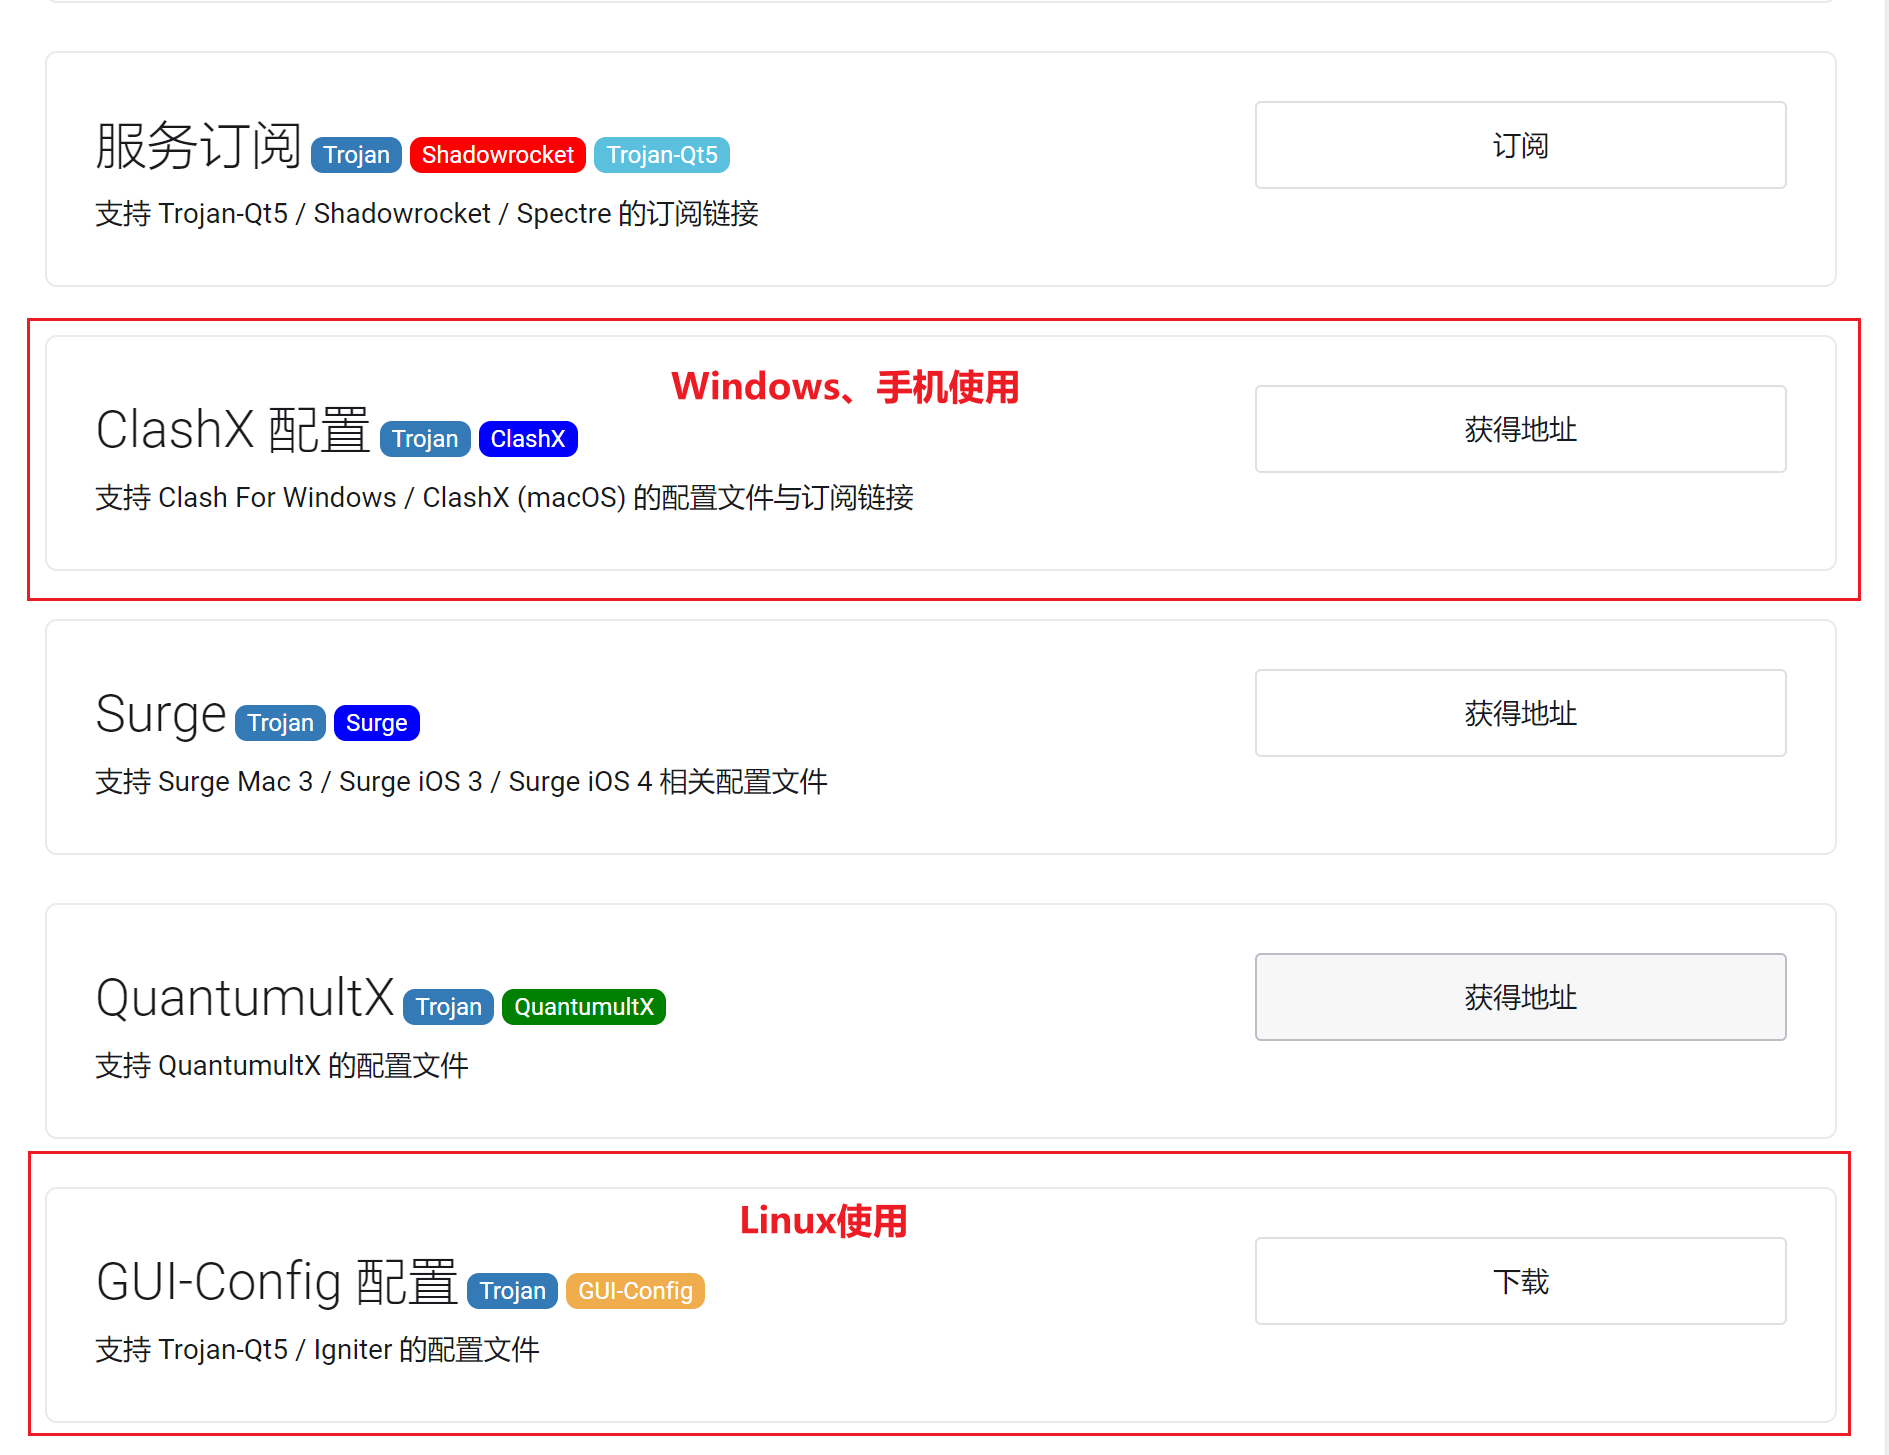 服务订阅 Trojan Shadowrocket Trojan-Qt5
订阅
支持 Trojan-Qt5 / Shadowrocket / Spectre 的订阅链接
Windows、手机使用
ClashX 配置 Trojan ClashX
获得地址
支持 Clash For Windows / ClashX (macOS) 的配置文件与订阅链接
Surge Trojan Surge
获得地址
支持 Surge Mac 3 / Surge iOS 3 / Surge iOS 4 相关配置文件
QuantumultX Trojan QuantumultX
获得地址
支持 QuantumultX 的配置文件
Linux使用
GUI-Config 配置 Trojan GUI-Config
下载
支持 Trojan-Qt5 / Igniter 的配置文件